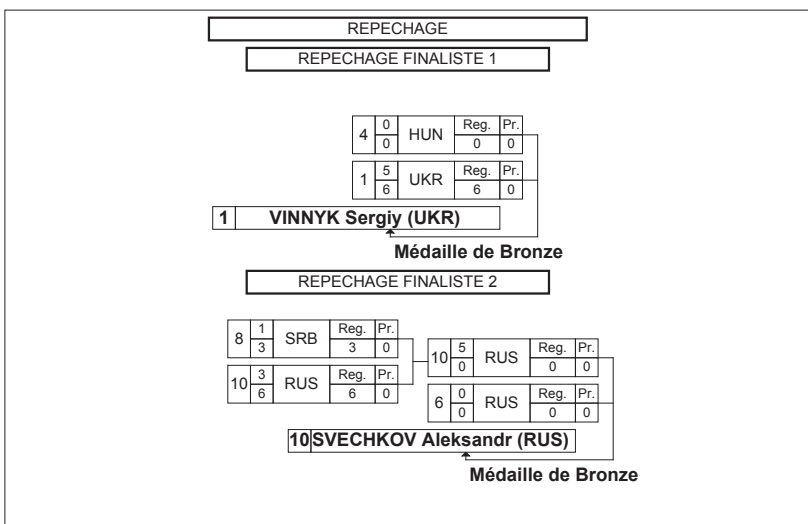 REPECHAGE
REPECHAGE FINALISTE 1
4 0 HUN Reg. Pr.
0 0 0
1 5 UKR Reg. Pr.
6 6 0
1 VINNYK Sergiy (UKR)
Médaille de Bronze
REPECHAGE FINALISTE 2
8 1 SRB Reg. Pr.
3 3 0
10 5 RUS Reg. Pr.
0 0 0
10 3 RUS Reg. Pr.
6 6 0
6 0 RUS Reg. Pr.
0 0 0
10 SVECHKOV Aleksandr (RUS)
Médaille de Bronze